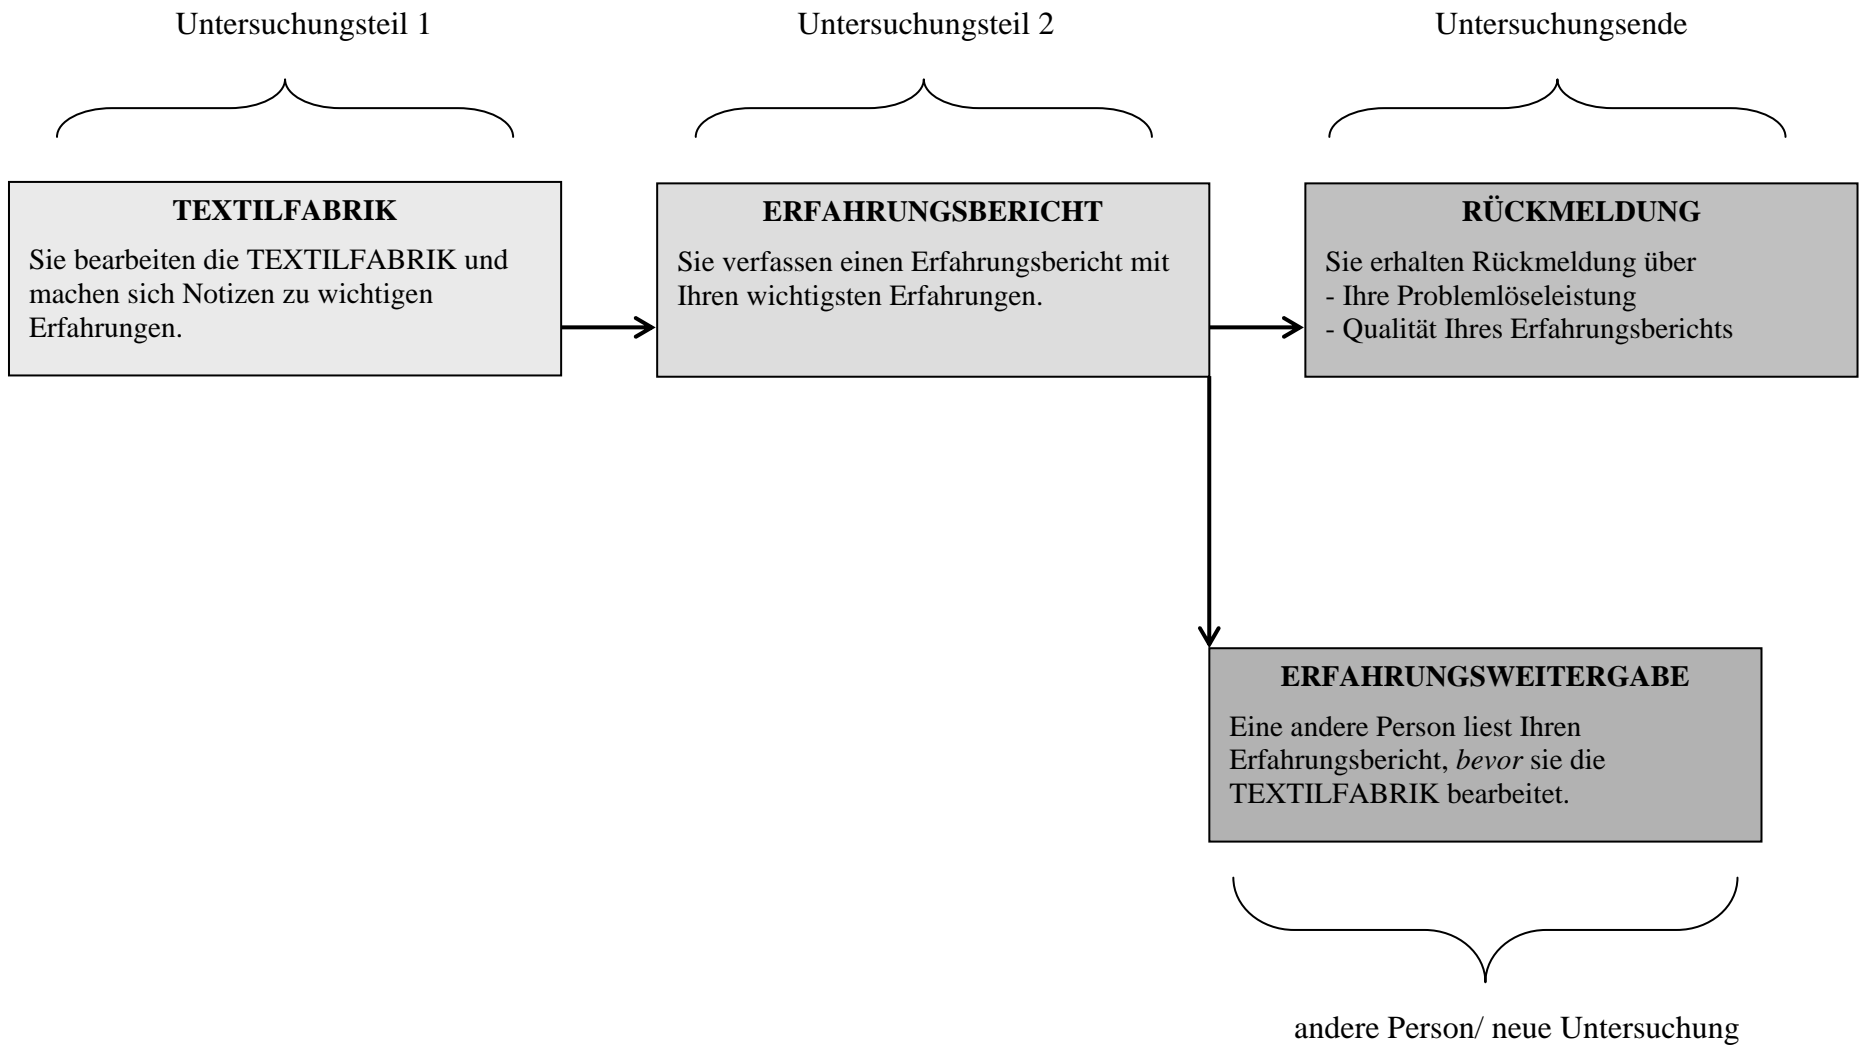 Untersuchungsteil 1
Untersuchungsteil 2
Untersuchungsende
TEXTILFABRIK
Sie bearbeiten die TEXTILFABRIK und
machen sich Notizen zu wichtigen
Erfahrungen.
ERFAHRUNGSBERICHT
Sie verfassen einen Erfahrungsbericht mit
Ihren wichtigsten Erfahrungen.
RÜCKMELDUNG
Sie erhalten Rückmeldung über
- Ihre Problemlöseleistung
- Qualität Ihres Erfahrungsberichts
ERFAHRUNGSWEITERGABE
Eine andere Person liest Ihren
Erfahrungsbericht, bevor sie die
TEXTILFABRIK bearbeitet.
andere Person/ neue Untersuchung